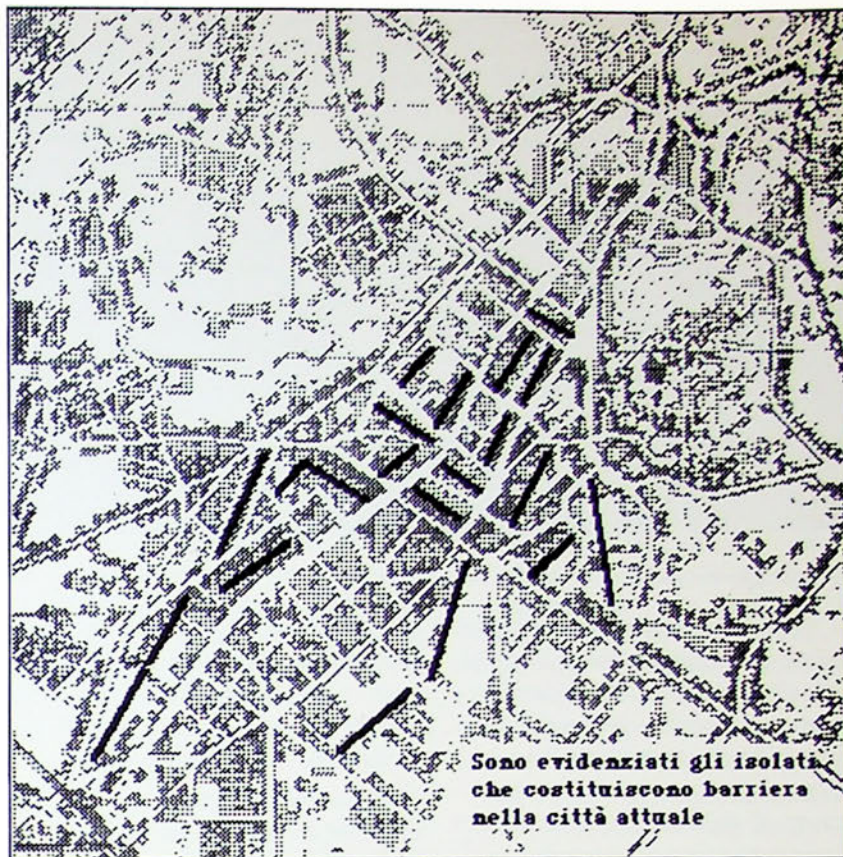 Sono evidenziati gli isolati
che costituiscono barriera
nella città attuale